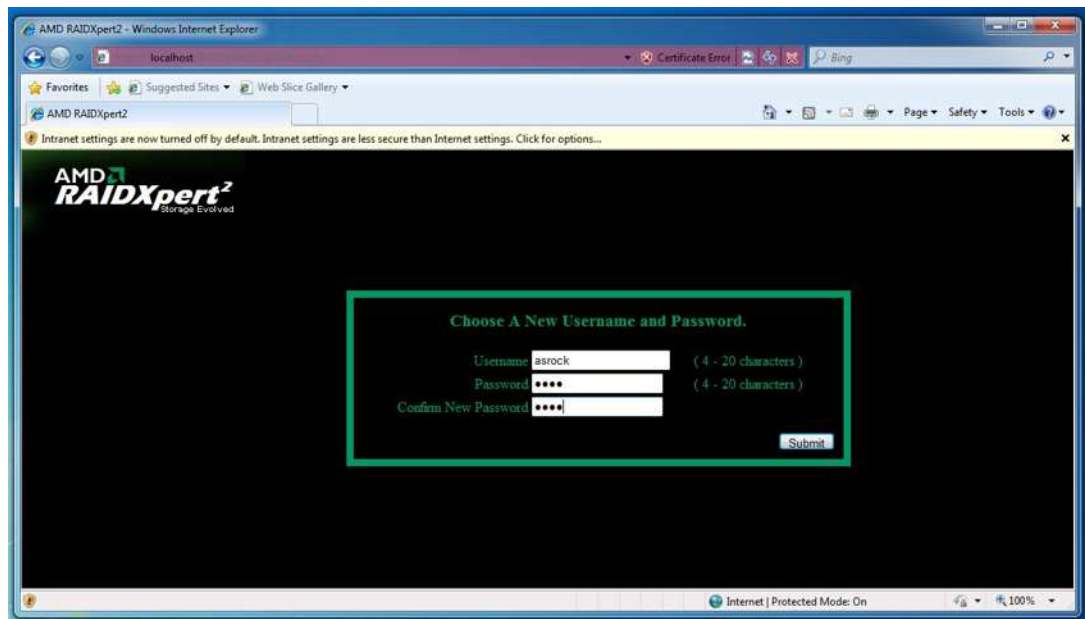 AMD RAIDXpert2 - Windows Internet Explorer
localhost
Certificate Error
Bing
Favorites
Suggested Sites
Web Slice Gallery
AMD RAIDXpert2
Page
Safety
Tools
Intranet settings are now turned off by default. Intranet settings are less secure than Internet settings. Click for options...
AMD
RAIDXpert2
Storage Evolved
Choose A New Username and Password.
Username asrock ( 4 - 20 characters )
Password •••• ( 4 - 20 characters )
Confirm New Password ••••
Submit
Internet | Protected Mode: On
100%